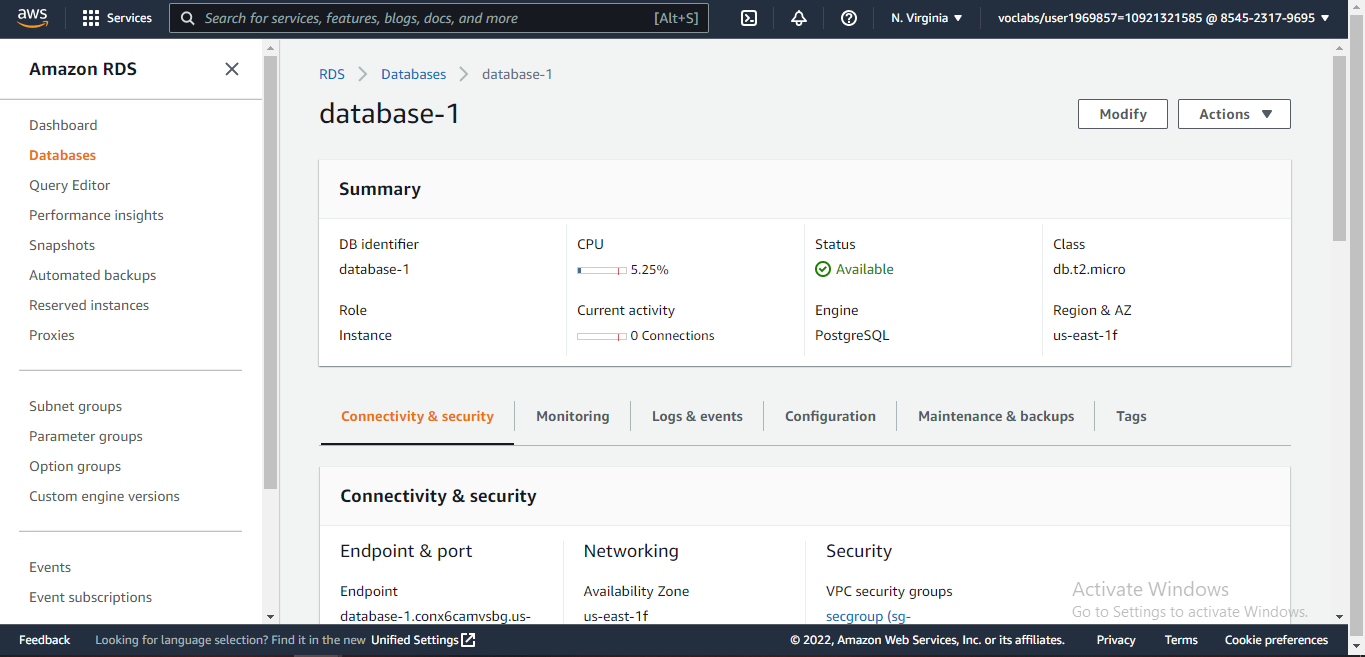 aws Services Search for services, features, blogs, docs, and more [Alt+S] N. Virginia voclabs/user1969857=10921321585 @ 8545-2317-9695
Amazon RDS
Dashboard
Databases
Query Editor
Performance insights
Snapshots
Automated backups
Reserved instances
Proxies
Subnet groups
Parameter groups
Option groups
Custom engine versions
Events
Event subscriptions
RDS Databases database-1
database-1
Modify Actions
Summary
DB identifier
database-1
Role
Instance
CPU
5.25%
Current activity
0 Connections
Status
Available
Engine
PostgreSQL
Class
db.t2.micro
Region & AZ
us-east-1f
Connectivity & security Monitoring Logs & events Configuration Maintenance & backups Tags
Connectivity & security
Endpoint & port
Endpoint
database-1.conx6camvsbg.us-
Networking
Availability Zone
us-east-1f
Security
VPC security groups
secgroup (sg-
Activate Windows
Go to Settings to activate Windows.
Feedback Looking for language selection? Find it in the new Unified Settings © 2022, Amazon Web Services, Inc. or its affiliates. Privacy Terms Cookie preferences